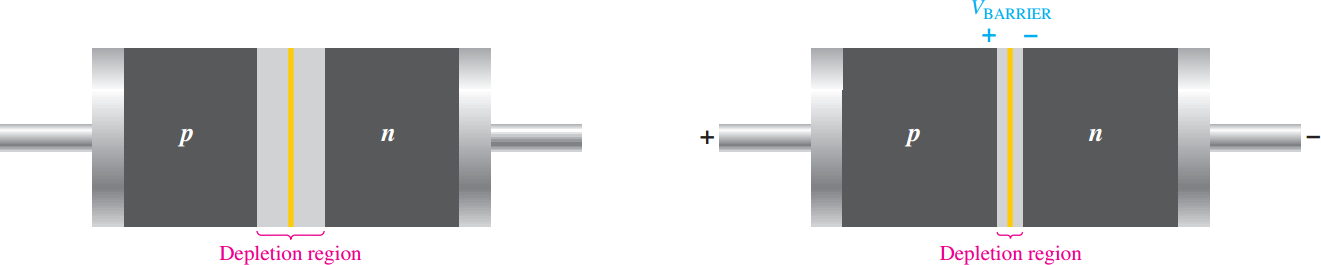 V_BARRIER
+ −
p n
Depletion region
+ p n −
Depletion region